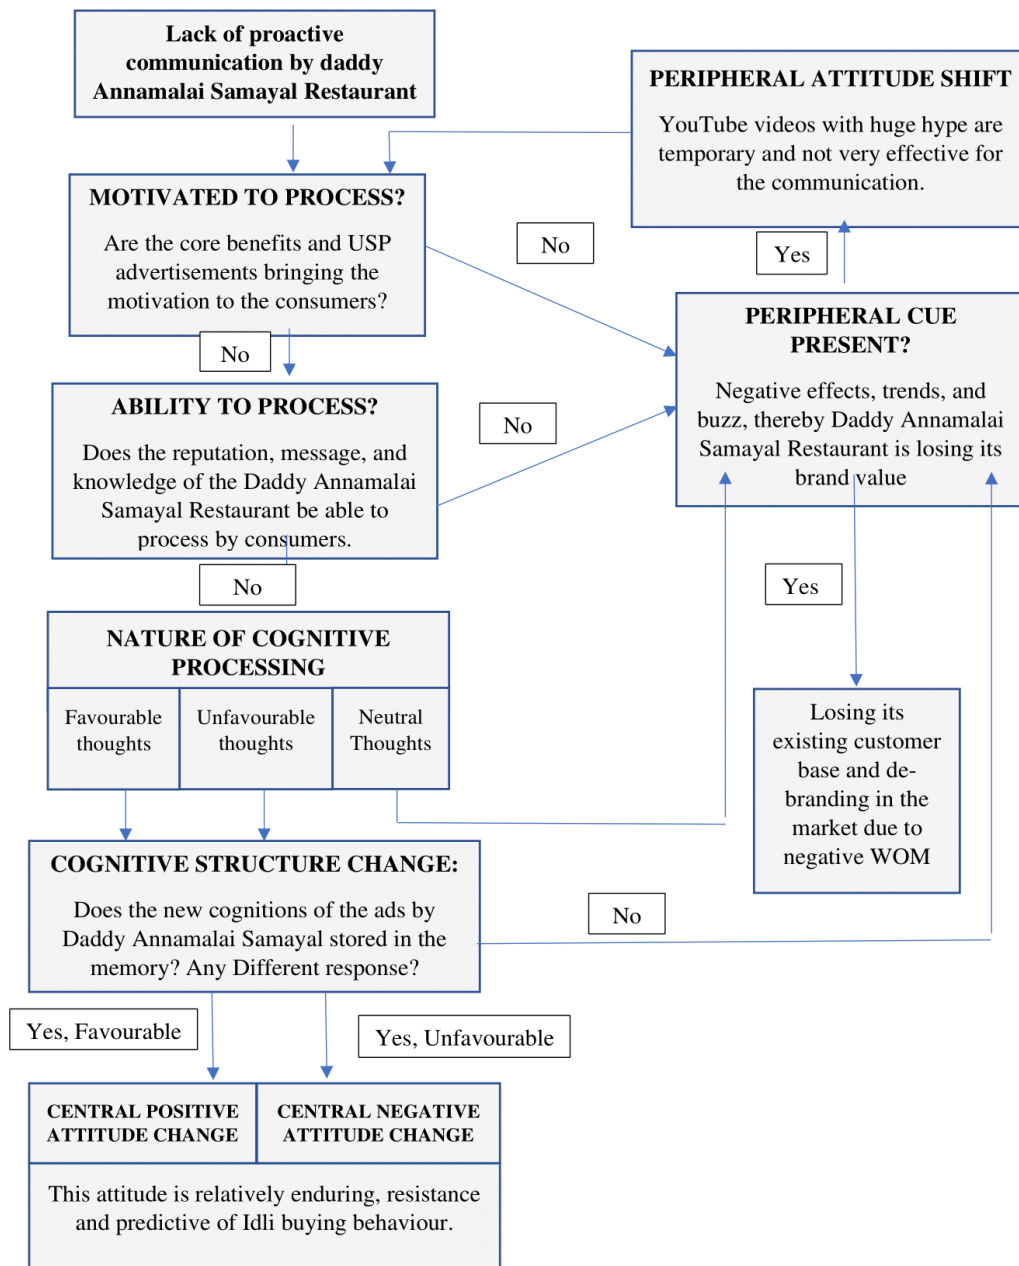 Lack of proactive
communication by daddy
Annamalai Samayal Restaurant
PERIPHERAL ATTITUDE SHIFT
YouTube videos with huge hype are
temporary and not very effective for
the communication.
MOTIVATED TO PROCESS?
Are the core benefits and USP
advertisements bringing the
motivation to the consumers?
No
Yes
No
PERIPHERAL CUE
PRESENT?
Negative effects, trends, and
buzz, thereby Daddy Annamalai
Samayal Restaurant is losing its
brand value
ABILITY TO PROCESS?
Does the reputation, message, and
knowledge of the Daddy Annamalai
Samayal Restaurant be able to
process by consumers.
No
No
Yes
NATURE OF COGNITIVE
PROCESSING
Favourable
thoughts
Unfavourable
thoughts
Neutral
Thoughts
Losing its
existing customer
base and de-
branding in the
market due to
negative WOM
COGNITIVE STRUCTURE CHANGE:
Does the new cognitions of the ads by
Daddy Annamalai Samayal stored in the
memory? Any Different response?
No
Yes, Favourable
Yes, Unfavourable
CENTRAL POSITIVE
ATTITUDE CHANGE
CENTRAL NEGATIVE
ATTITUDE CHANGE
This attitude is relatively enduring, resistance
and predictive of Idli buying behaviour.